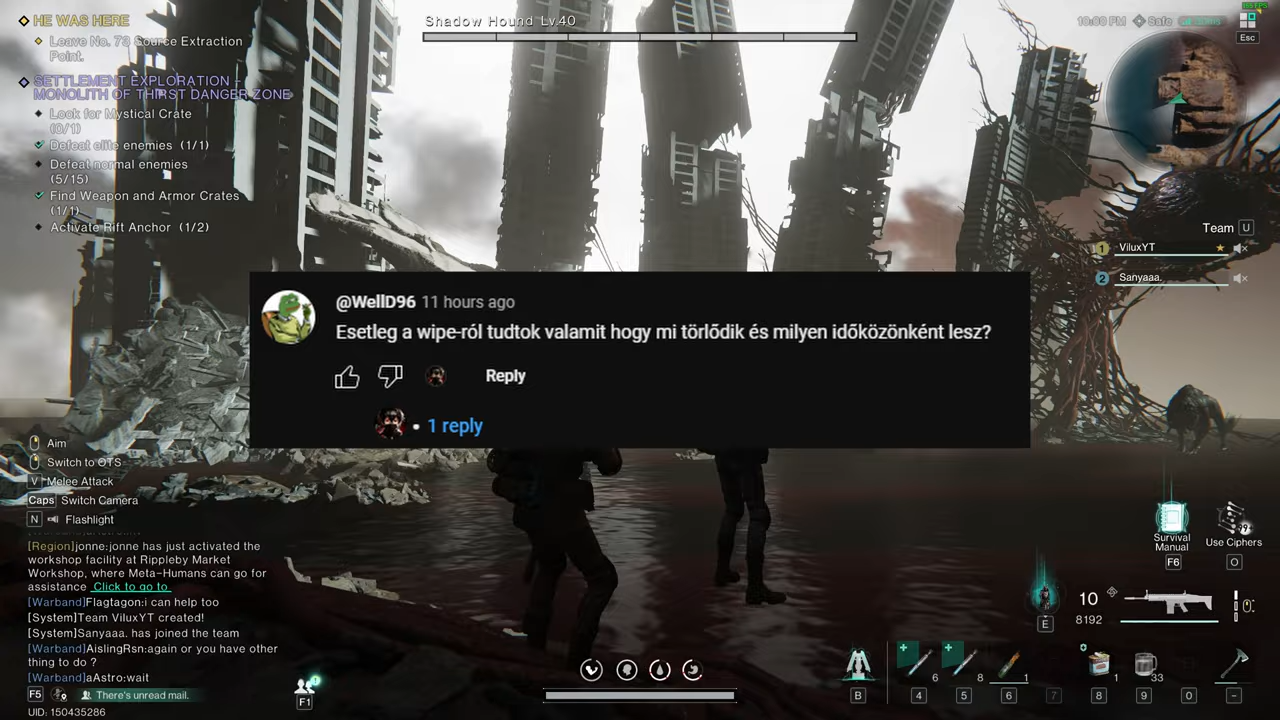 HE WAS HERE
Leave No. 73 Source Extraction
Point.
SETTLEMENT EXPLORATION -
MONOLITH OF THIRST DANGER ZONE
Look for Mystical Crate
(0/1)
Defeat elite enemies (1/1)
Defeat normal enemies
(5/15)
Find Weapon and Armor Crates
(1/1)
Activate Rift Anchor (1/2)
Shadow Hound Lv.40
10:00 PM Safe
Esc
Team U
1 ViluxYT
2 Sanyaaa.
@WellD96 11 hours ago
Esetleg a wipe-ról tudtok valamit hogy mi törlődik és milyen időközönként lesz?
Reply
1 reply
Aim
Switch to OTS
V Melee Attack
Caps Switch Camera
N Flashlight
[Region]jonne:jonne has just activated the
workshop facility at Rippleby Market
Workshop, where Meta-Humans can go for
assistance Click to go to
[Warband]Flagtagon:i can help too
[System]Team ViluxYT created!
[System]Sanyaaa. has joined the team
[Warband]AislingRsn:again or you have other
thing to do ?
[Warband]aAstro:wait
F5 There's unread mail.
UID: 150435286
F1
Survival
Manual
F6
99+
Use Ciphers
O
E
10
8192
B
6
4
8
5
1
6
7
1
8
33
9
0
-